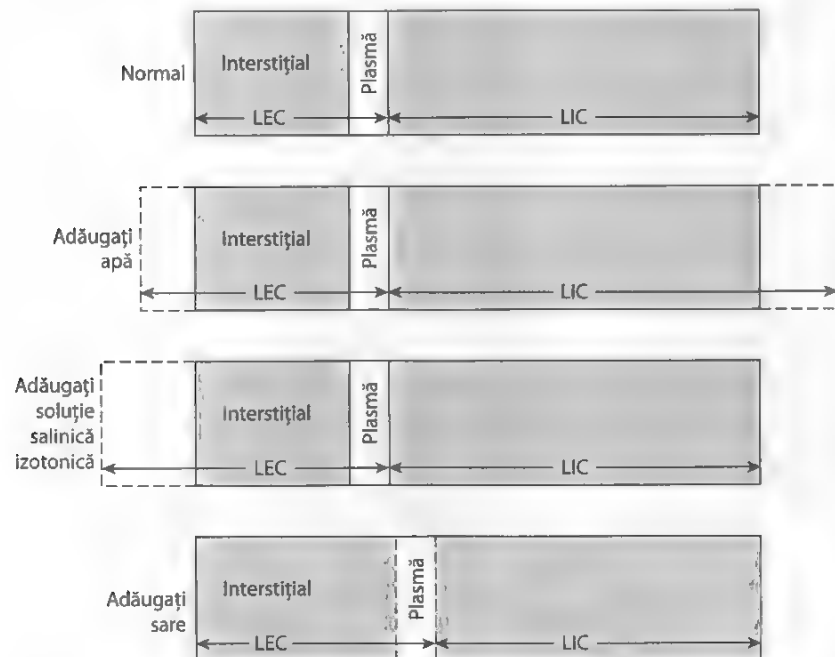 Normal
Interstițial
Plasmă
LEC
LIC
Adăugați
apă
Interstițial
Plasmă
LEC
LIC
Adăugați
soluție
salinică
izotonică
Interstițial
Plasmă
LEC
LIC
Adăugați
sare
Interstițial
Plasmă
LEC
LIC